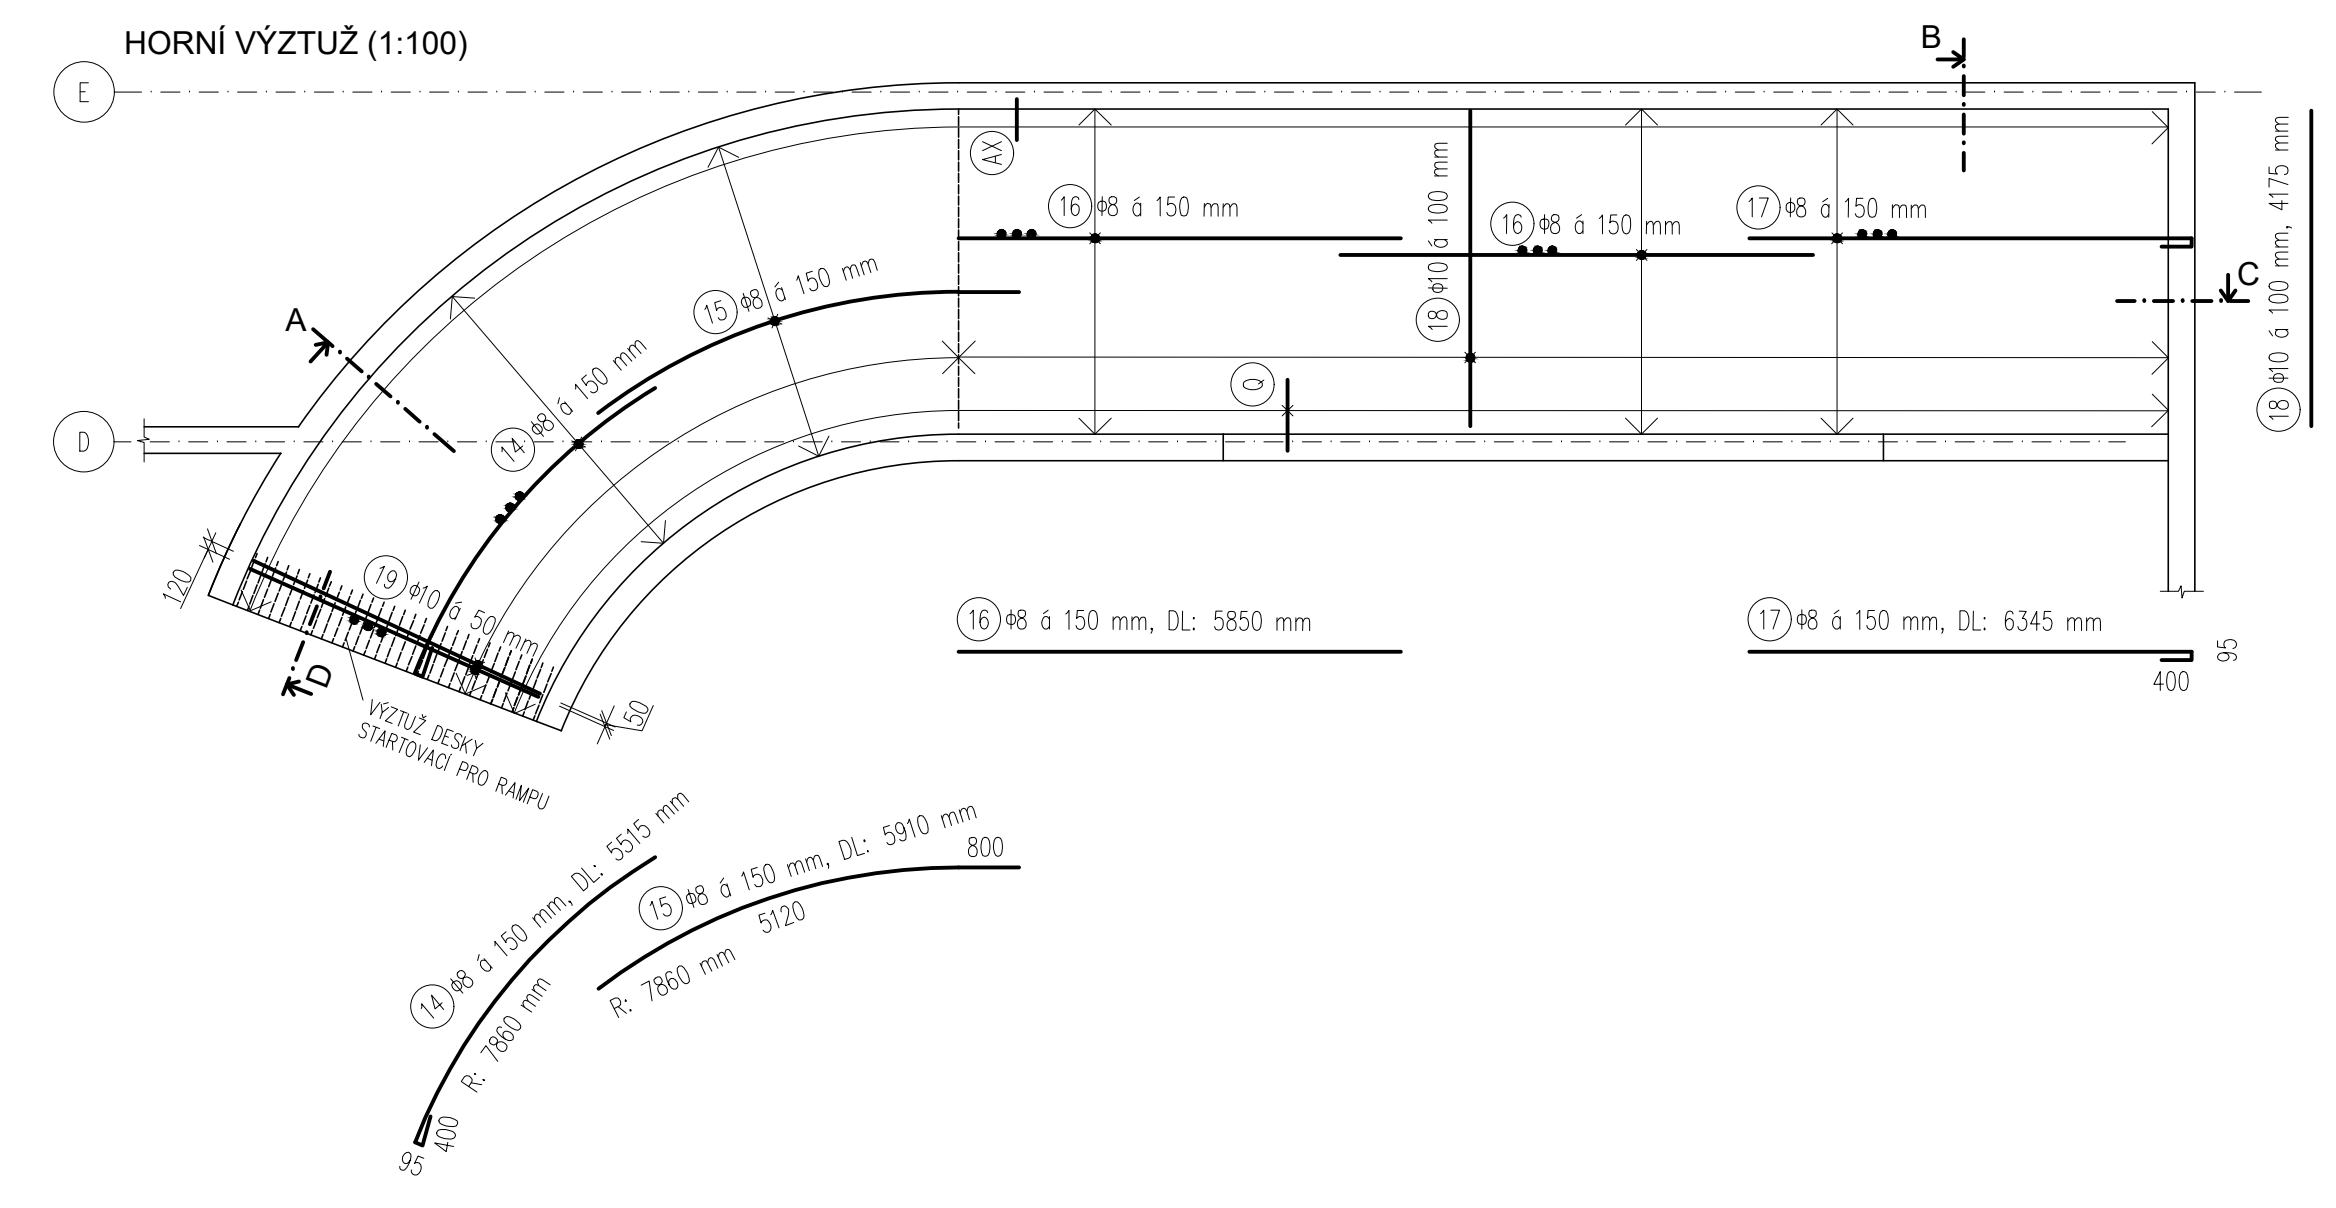 HORNÍ VÝZTUŽ (1:100)
B
E
AX
16 ϕ8 á 150 mm
18 ϕ10 á 100 mm
16 ϕ8 á 150 mm
17 ϕ8 á 150 mm
18 ϕ10 á 100 mm, 4175 mm
C
15 ϕ8 á 150 mm
A
14 ϕ8 á 150 mm
Q
D
120
19 ϕ10 á 50 mm
D
VÝZTUŽ DESKY
STARTOVACÍ PRO RAMPU
50
16 ϕ8 á 150 mm, DL: 5850 mm
17 ϕ8 á 150 mm, DL: 6345 mm
95
400
14 ϕ8 á 150 mm, DL: 5515 mm
R: 7860 mm
400
95
15 ϕ8 á 150 mm, DL: 5910 mm
800
5120
R: 7860 mm